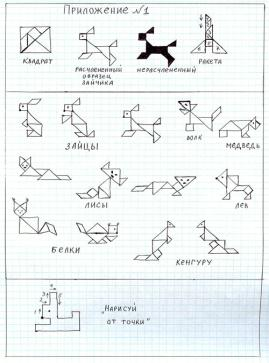 Приложение №1
КВАДРАТ
РАСЧЛЕНЕННЫЙ
ОБРАЗЕЦ
ЗАЙЧИКА
НЕРАСЧЛЕНЕННЫЙ
РАКЕТА
ЗАЙЦЫ
ВОЛК
МЕДВЕДЬ
ЛИСЫ
ЛЕВ
БЕЛКИ
КЕНГУРУ
„НАРИСУЙ
ОТ ТОЧКИ"